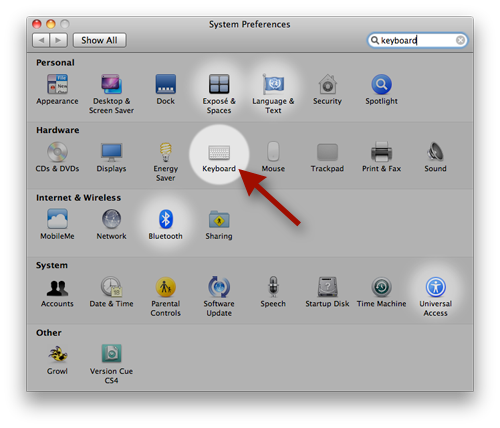 System Preferences
Show All
keyboard
Personal
Appearance
Desktop &
Screen Saver
Dock
Exposé &
Spaces
Language &
Text
Security
Spotlight
Hardware
CDs & DVDs
Displays
Energy
Saver
Keyboard
Mouse
Trackpad
Print & Fax
Sound
Internet & Wireless
MobileMe
Network
Bluetooth
Sharing
System
Accounts
Date & Time
Parental
Controls
Software
Update
Speech
Startup Disk
Time Machine
Universal
Access
Other
Growl
Version Cue
CS4